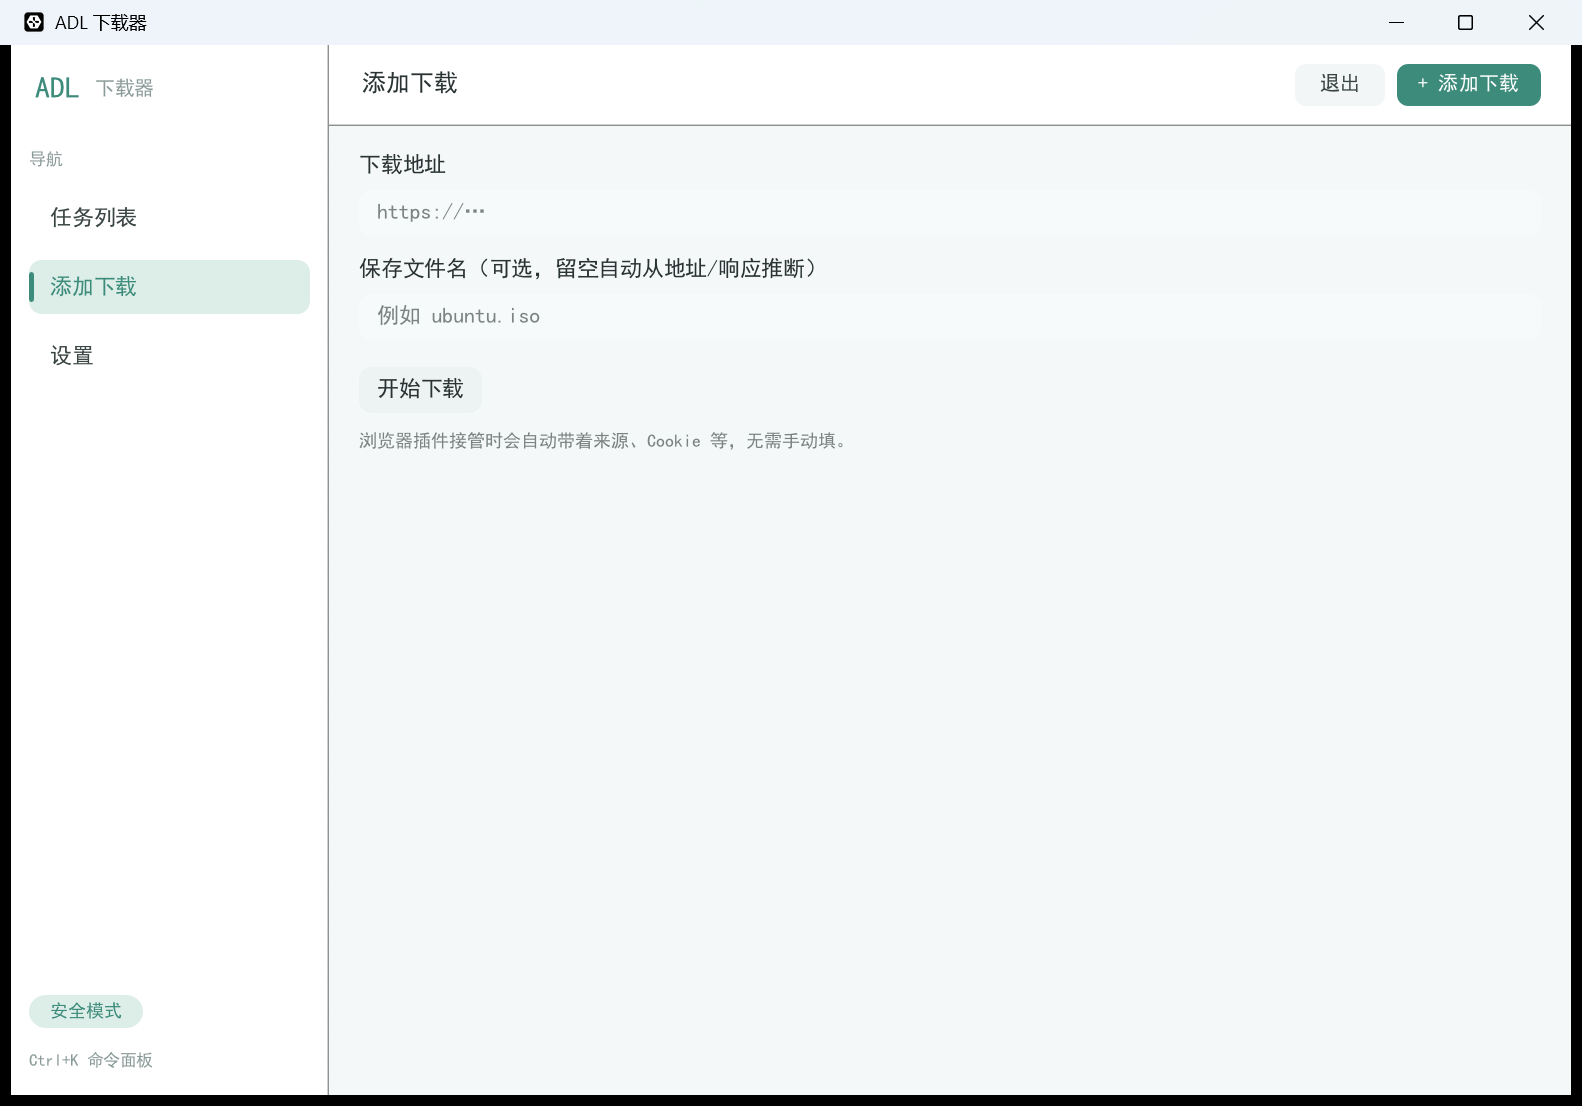 ADL 下载器
ADL 下载器
导航
任务列表
添加下载
设置
安全模式
Ctrl+K 命令面板
添加下载
退出
+ 添加下载
下载地址
https://…
保存文件名（可选，留空自动从地址/响应推断）
例如 ubuntu.iso
开始下载
浏览器插件接管时会自动带着来源、Cookie 等，无需手动填。